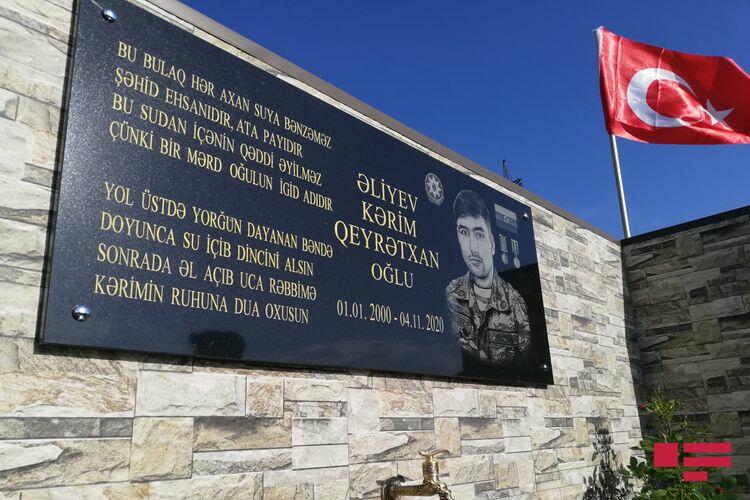 BU BULAQ HƏR AXAN SUYA BƏNZƏMƏZ
ŞƏHİD EHSANIDIR, ATA PAYIDIR
BU SUDAN İÇƏNİN QƏDDİ ƏYİLMƏZ
ÇÜNKİ BİR MƏRD OĞULUN İGİD ADIDIR
YOL ÜSTDƏ YORĞUN DAYANAN BƏNDƏ
DOYUNCA SU İÇİB DİNCİNİ ALSIN
SONRADA ƏL AÇIB UCA RƏBBİMƏ
KƏRİMİN RUHUNA DUA OXUSUN
ƏLİYEV
KƏRİM
QEYRƏTXAN
OĞLU
01.01. 2000 - 04.11. 2020